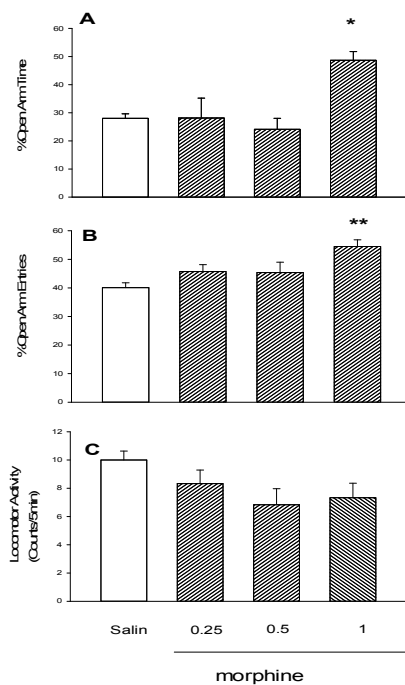 A
*
%Open Arm Time
60
50
40
30
20
10
0
B
**
%Open Arm Entries
60
50
40
30
20
10
0
C
Locomotor Activity
(Counts/5min)
12
10
8
6
4
2
0
Salin 0.25 0.5 1
morphine